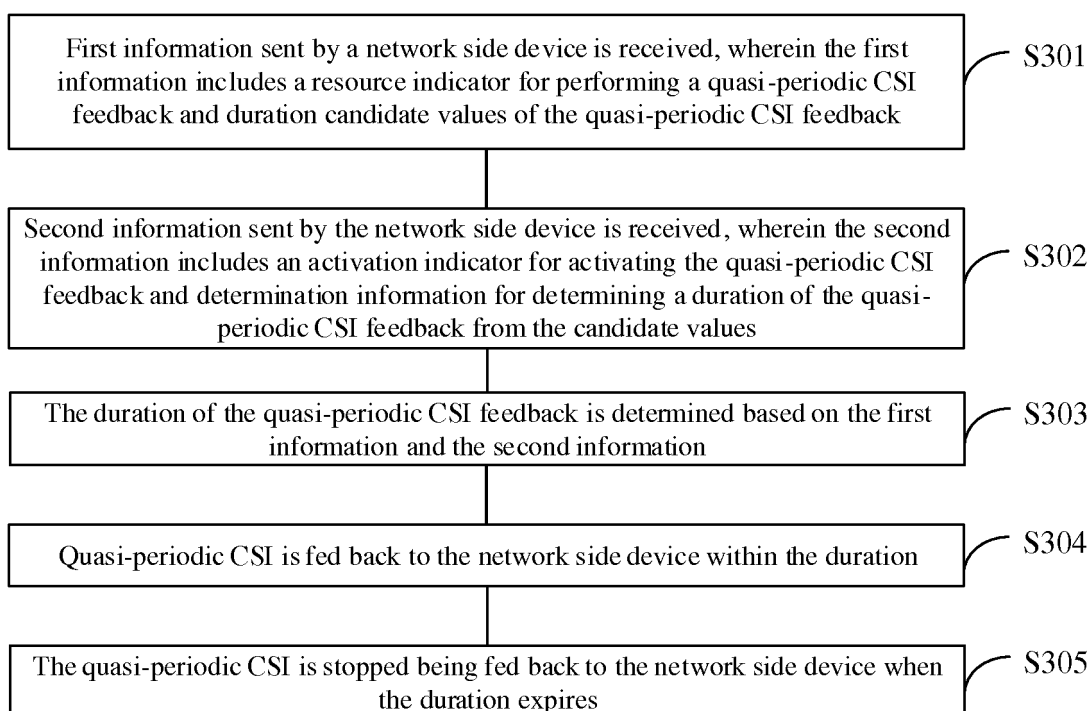 First information sent by a network side device is received, wherein the first
information includes a resource indicator for performing a quasi-periodic CSI
feedback and duration candidate values of the quasi-periodic CSI feedback
S301
Second information sent by the network side device is received, wherein the second
information includes an activation indicator for activating the quasi-periodic CSI
feedback and determination information for determining a duration of the quasi-
periodic CSI feedback from the candidate values
S302
The duration of the quasi-periodic CSI feedback is determined based on the first
information and the second information
S303
Quasi-periodic CSI is fed back to the network side device within the duration
S304
The quasi-periodic CSI is stopped being fed back to the network side device when
the duration expires
S305